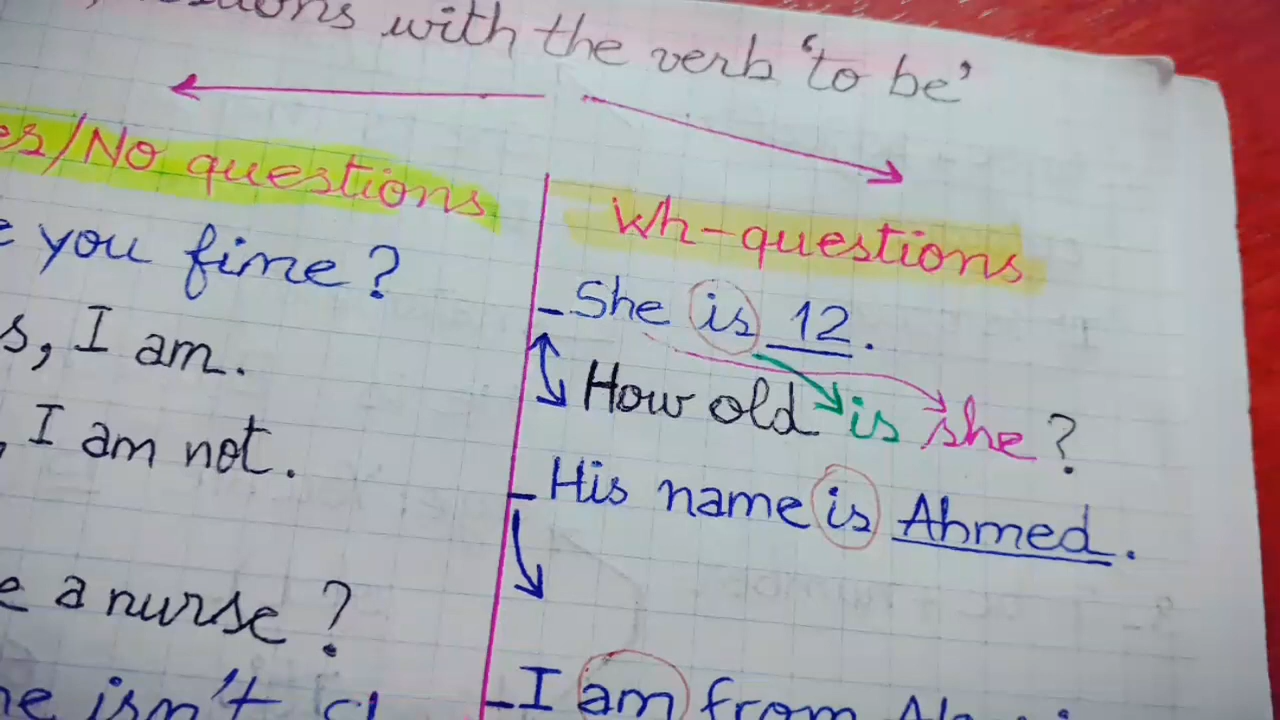 with the verb 'to be'
/No questions
you fine?
I am.
I am not.
a nurse?
isn't
Wh-questions
- She is 12.
How old is she?
- His name is Ahmed.
- I am from